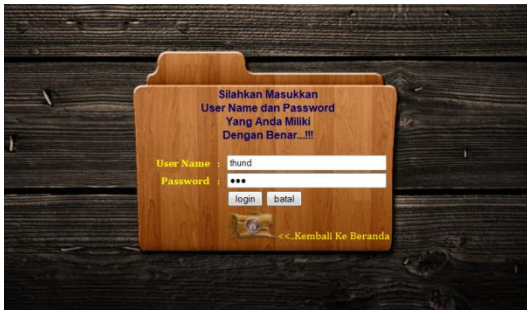 Silahkan Masukkan
User Name dan Password
Yang Anda Miliki
Dengan Benar...!!!
User Name : thund
Password : •••
login batal
<<..Kembali Ke Beranda